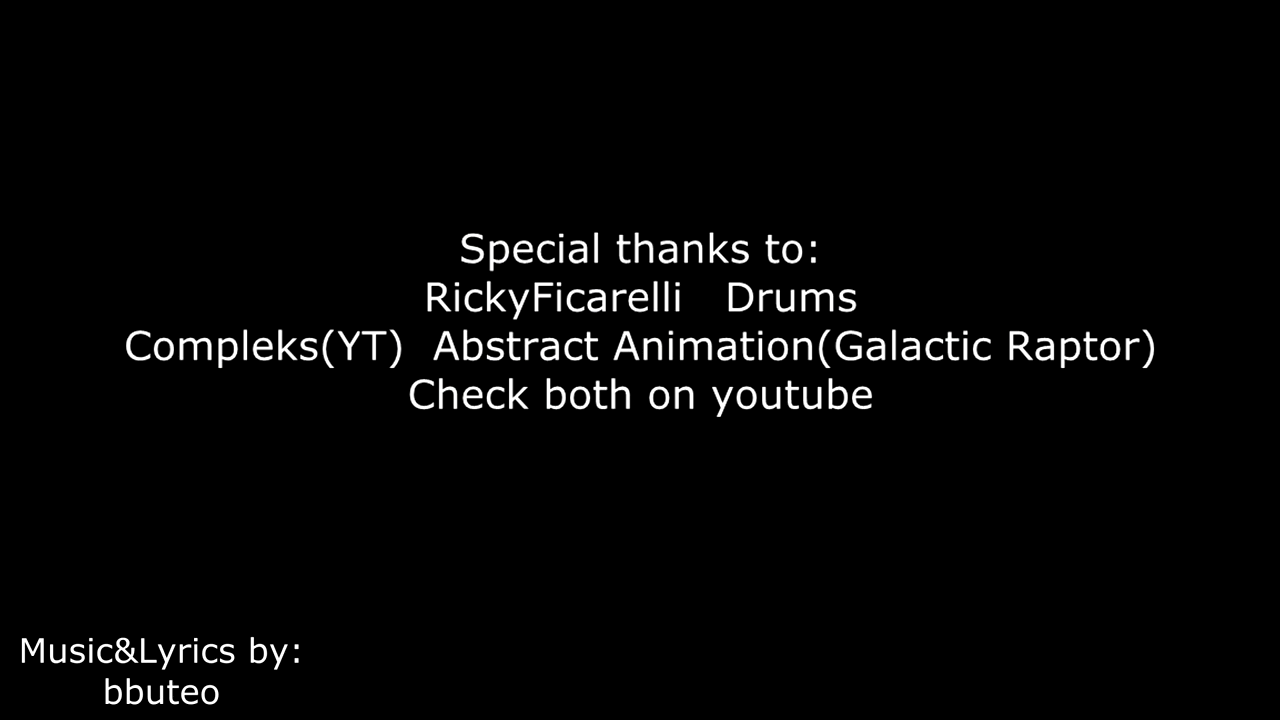 Special thanks to:
RickyFicarelli Drums
Compleks(YT) Abstract Animation(Galactic Raptor)
Check both on youtube
Music&Lyrics by:
bbuteo